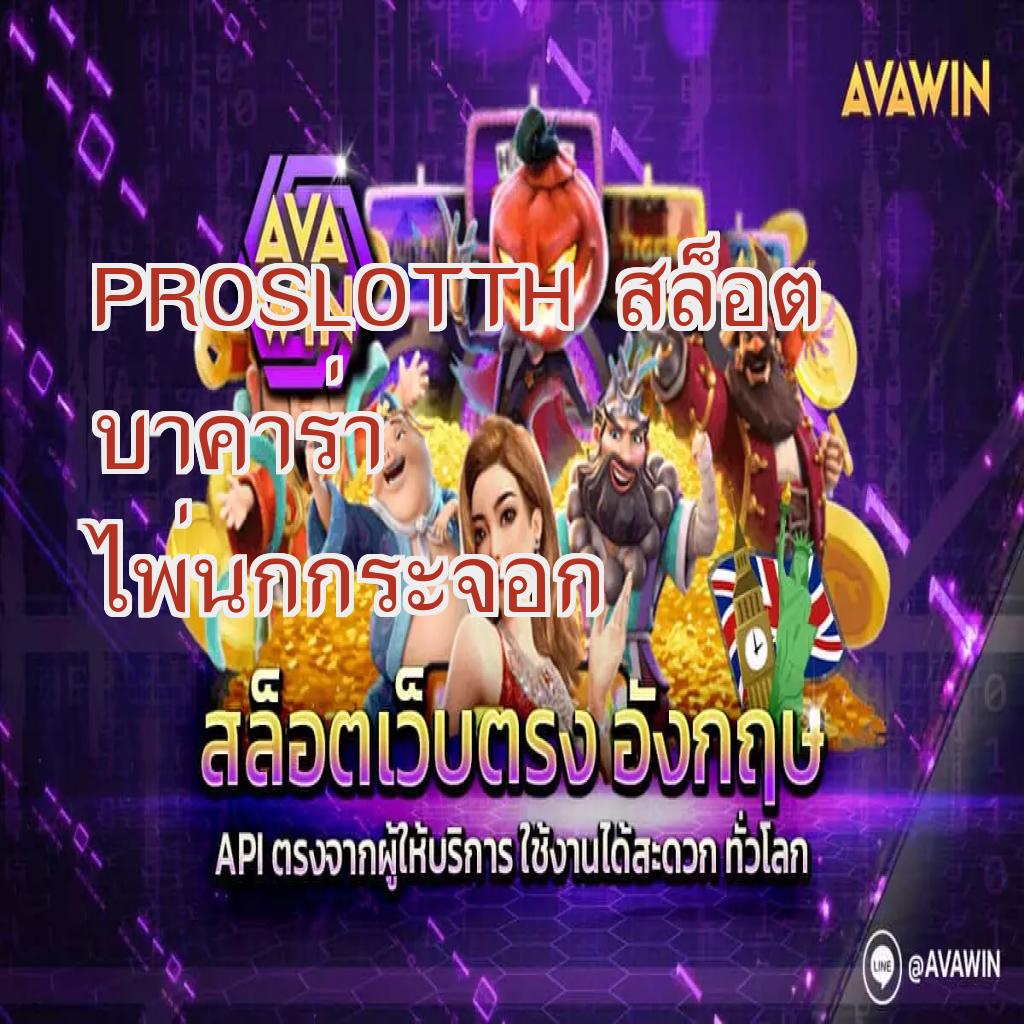 AVAWIN
AVA
WIN
PROSLOTTH สล็อต
บาคาร่า
ไพ่นกกระจอก
สล็อตเว็บตรง อังกฤษ
API ตรงจากผู้ให้บริการ ใช้งานได้สะดวก ทั่วโลก
LINE @AVAWIN